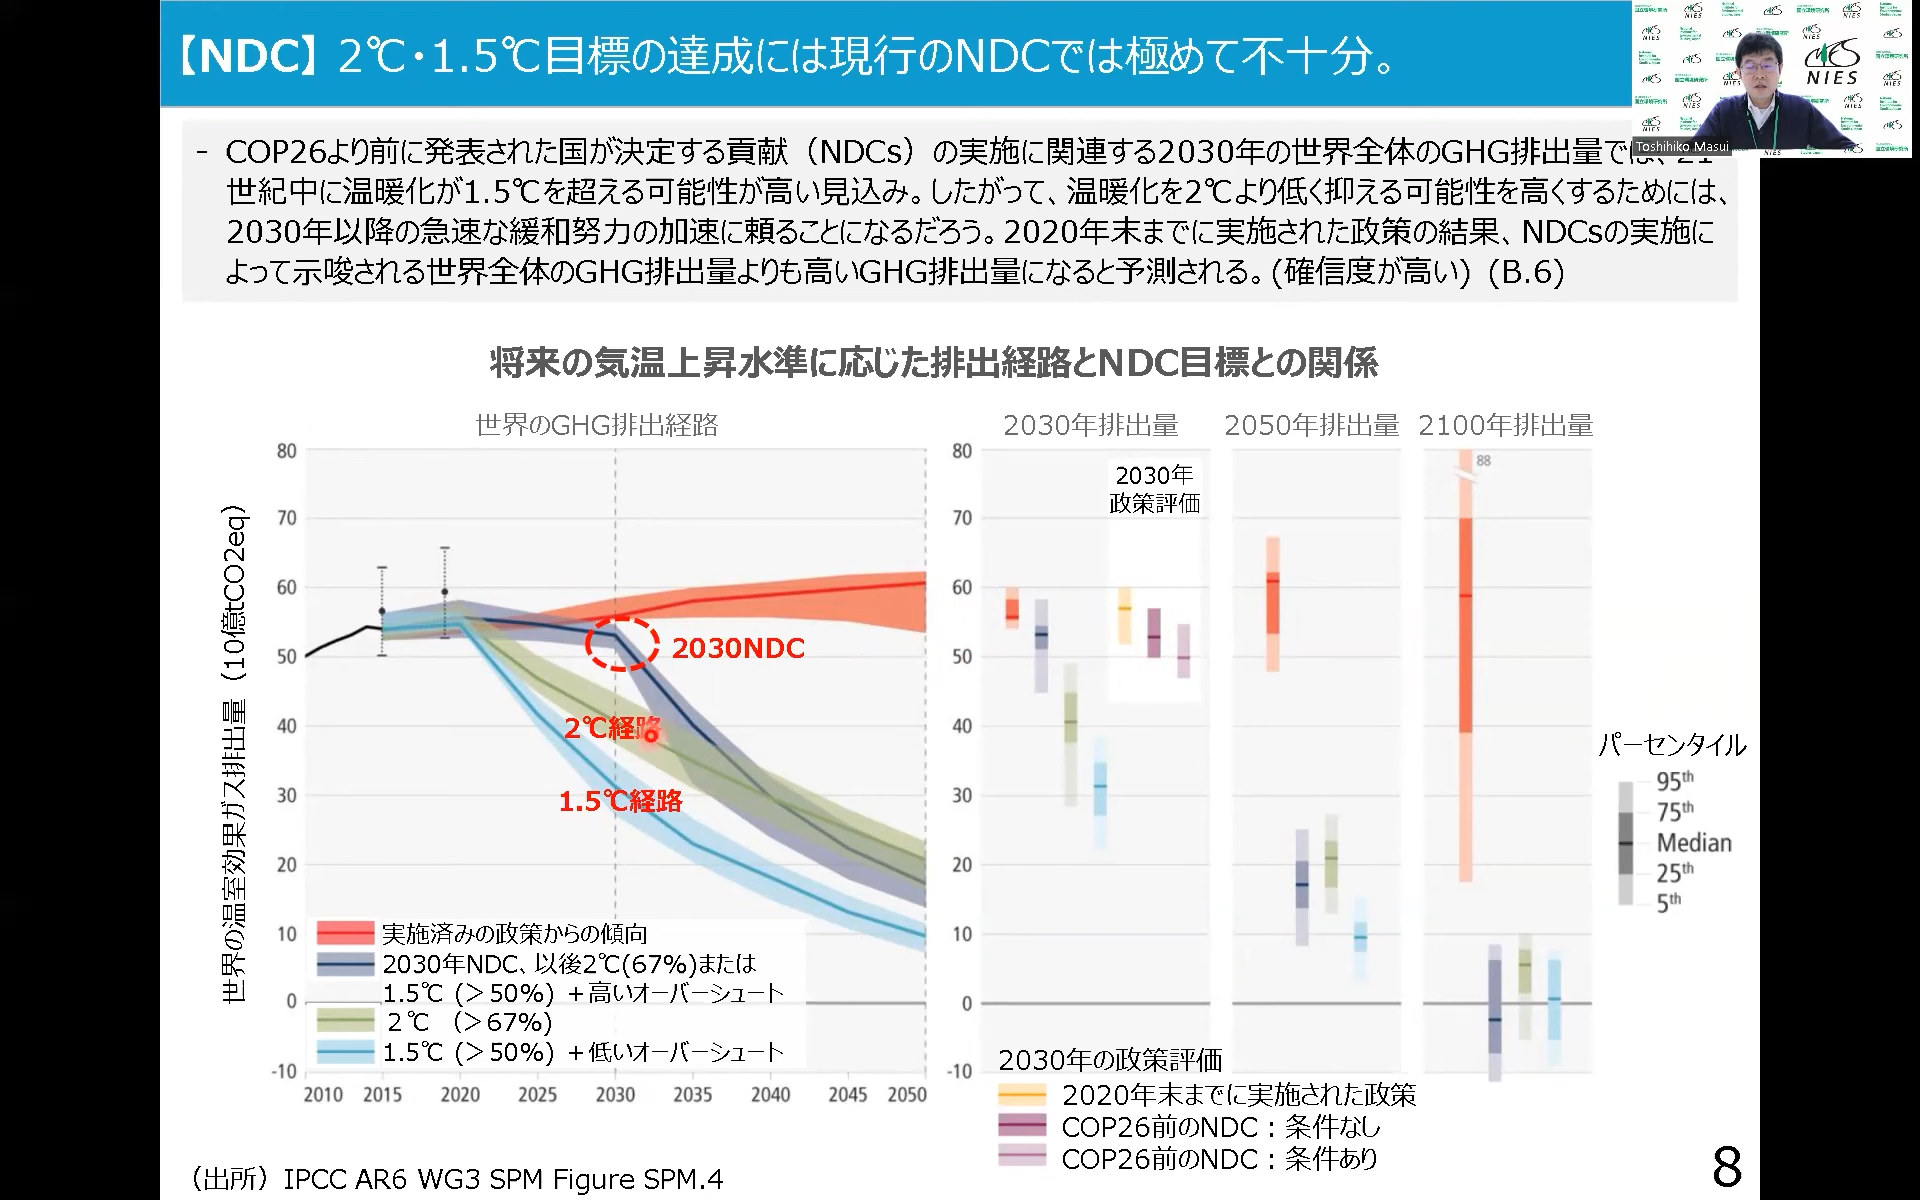 【NDC】2℃・1.5℃目標の達成には現行のNDCでは極めて不十分。
NIES
Toshihiko Masui
- COP26より前に発表された国が決定する貢献（NDCs）の実施に関連する2030年の世界全体のGHG排出量では、21
世紀中に温暖化が1.5℃を超える可能性が高い見込み。したがって、温暖化を2℃より低く抑える可能性を高くするためには、
2030年以降の急速な緩和努力の加速に頼ることになるだろう。2020年末までに実施された政策の結果、NDCsの実施に
よって示唆される世界全体のGHG排出量よりも高いGHG排出量になると予測される。(確信度が高い) (B.6)
将来の気温上昇水準に応じた排出経路とNDC目標との関係
世界のGHG排出経路
世界の温室効果ガス排出量（10億tCO2eq）
80
70
60
50
40
30
20
10
0
-10
2010 2015 2020 2025 2030 2035 2040 2045 2050
2030NDC
2℃経路
1.5℃経路
実施済みの政策からの傾向
2030年NDC、以後2℃(67%)または
1.5℃ (＞50%) ＋高いオーバーシュート
2℃ (＞67%)
1.5℃ (＞50%) ＋低いオーバーシュート
2030年排出量 2050年排出量 2100年排出量
80
70
60
50
40
30
20
10
0
-10
2030年
政策評価
88
パーセンタイル
95th
75th
Median
25th
5th
2030年の政策評価
2020年末までに実施された政策
COP26前のNDC：条件なし
COP26前のNDC：条件あり
（出所）IPCC AR6 WG3 SPM Figure SPM.4
8